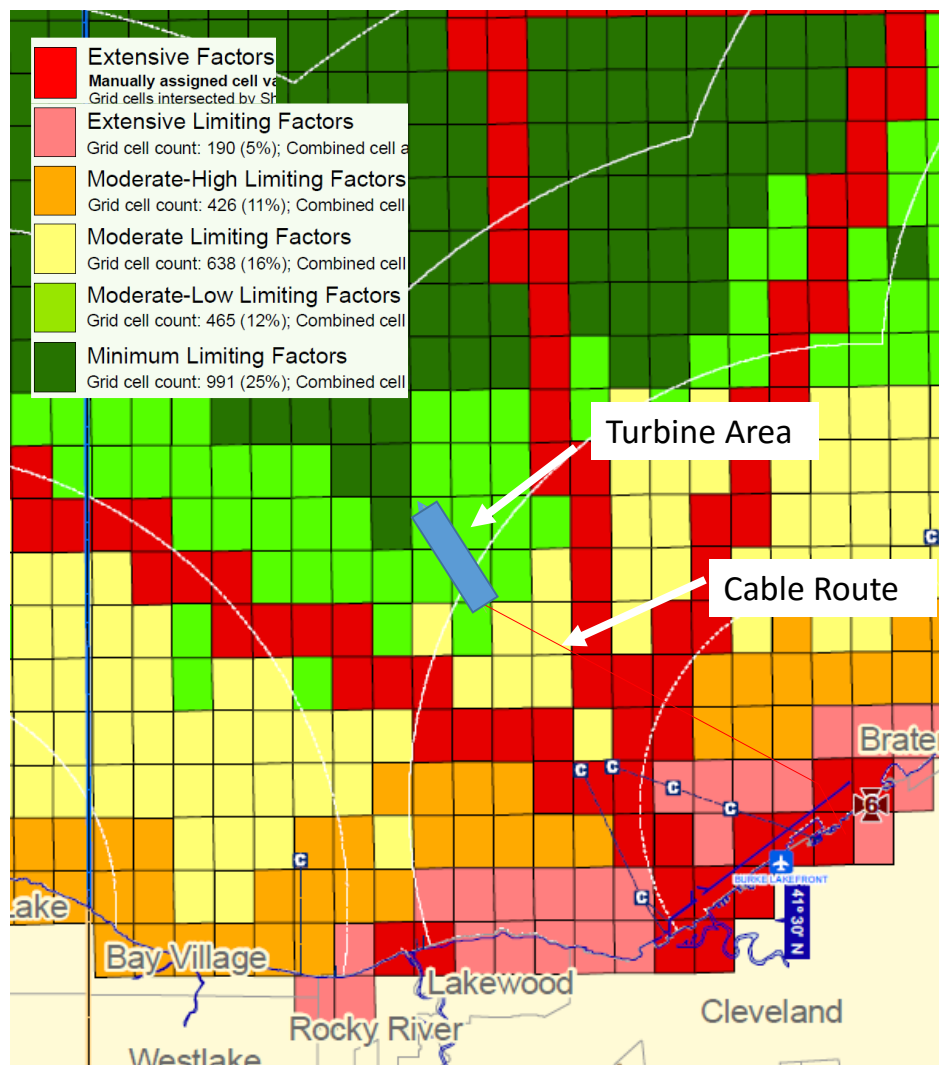 Extensive Factors
Manually assigned cell va
Grid cells intersected by Sh
Extensive Limiting Factors
Grid cell count: 190 (5%); Combined cell a
Moderate-High Limiting Factors
Grid cell count: 426 (11%); Combined cell
Moderate Limiting Factors
Grid cell count: 638 (16%); Combined cell
Moderate-Low Limiting Factors
Grid cell count: 465 (12%); Combined cell
Minimum Limiting Factors
Grid cell count: 991 (25%); Combined cell
Turbine Area
C
Cable Route
Brate
C
C
C
C
6
C
BURKE LAKEFRONT
C
Lake
41° 30' N
Bay Village
Lakewood
Cleveland
Rocky River
Westlake